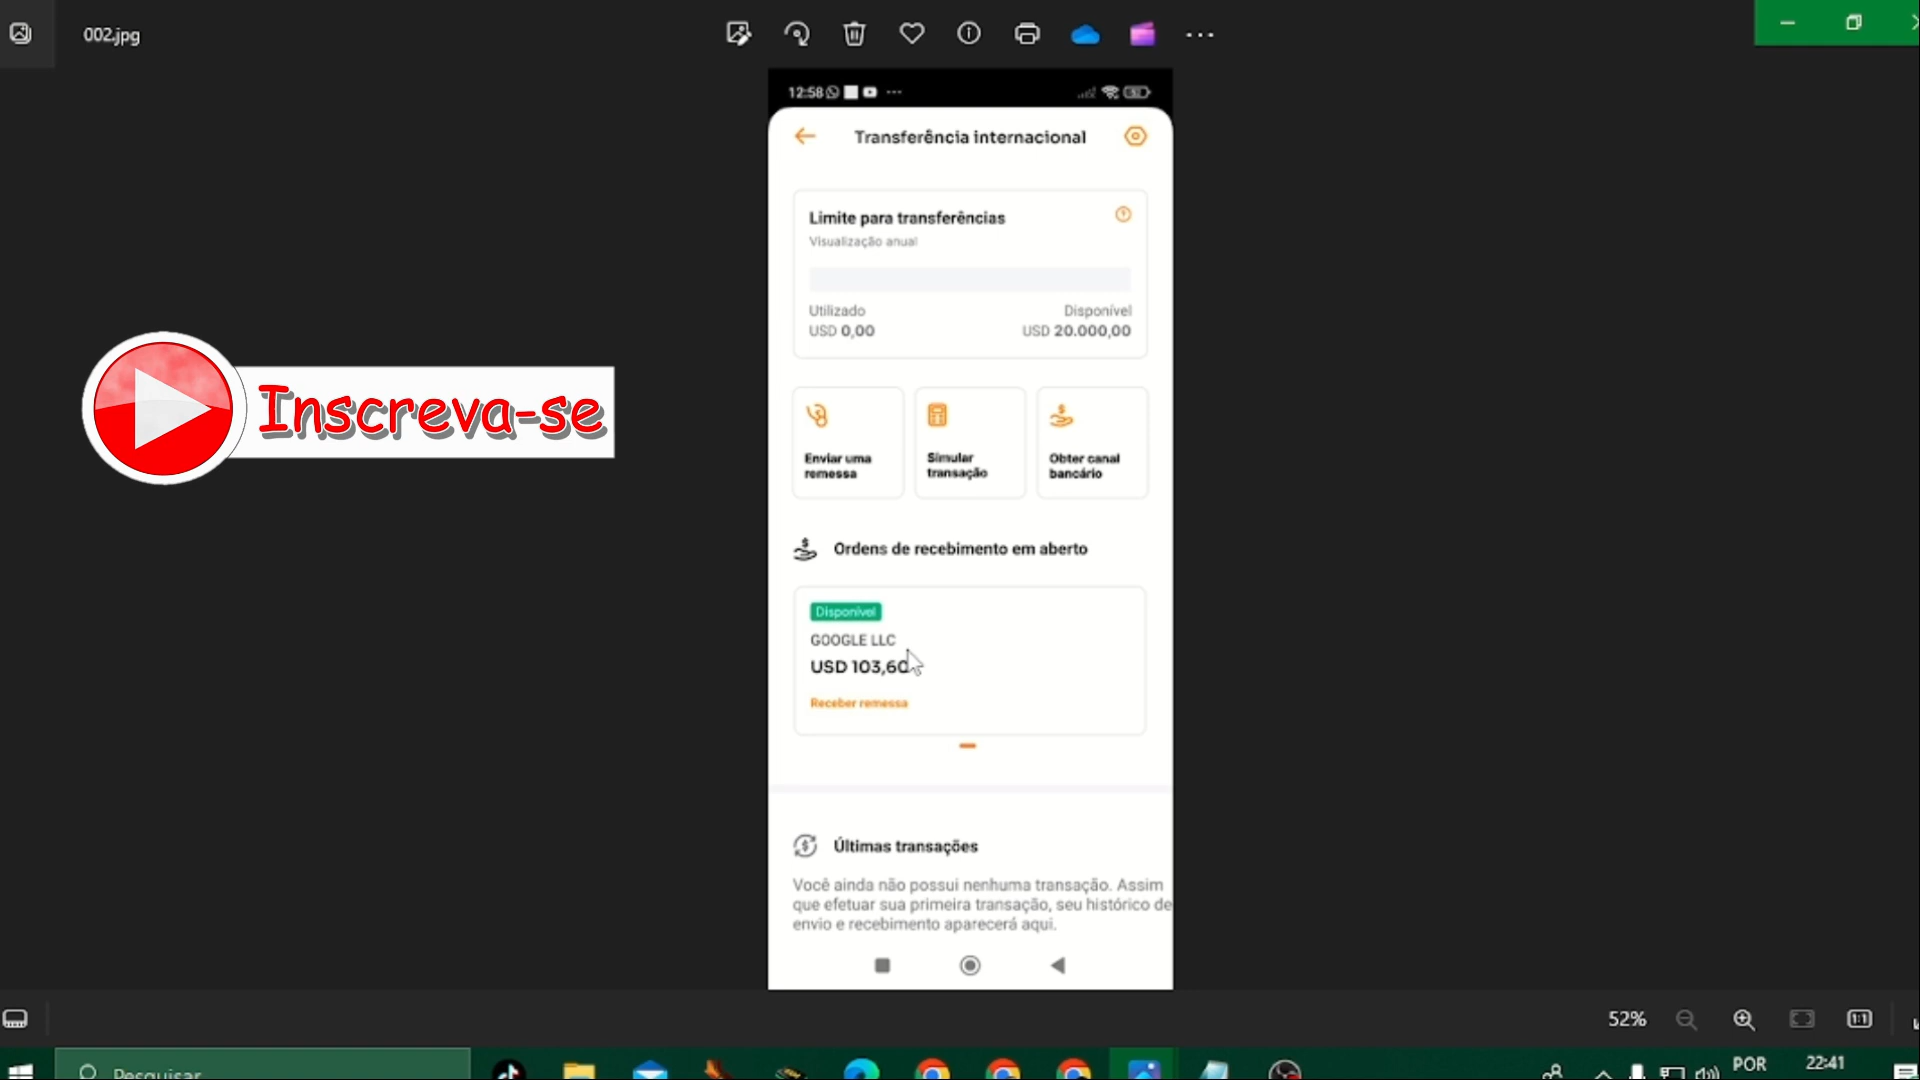 002.jpg
12:58
Transferência internacional
Limite para transferências
Visualização anual
Utilizado
Disponível
USD 0,00
USD 20.000,00
Inscreva-se
Enviar uma
remessa
Simular
transação
Obter canal
bancário
Ordens de recebimento em aberto
Disponível
GOOGLE LLC
USD 103,60
Receber remessa
Últimas transações
Você ainda não possui nenhuma transação. Assim
que efetuar sua primeira transação, seu histórico de
envio e recebimento aparecerá aqui.
52%
1:1
Pesquisar
POR
22:41